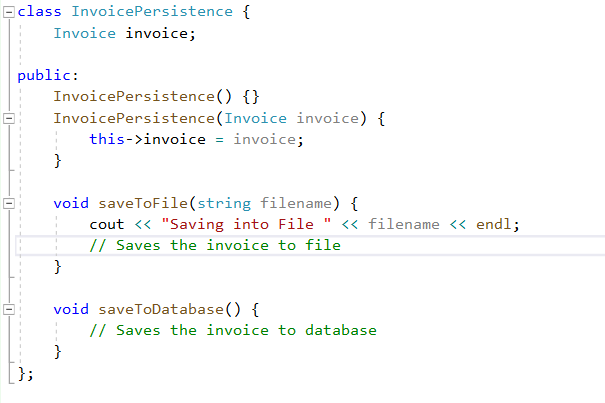 class InvoicePersistence {
    Invoice invoice;

public:
    InvoicePersistence() {}
    InvoicePersistence(Invoice invoice) {
        this->invoice = invoice;
    }

    void saveToFile(string filename) {
        cout << "Saving into File " << filename << endl;
        // Saves the invoice to file
    }

    void saveToDatabase() {
        // Saves the invoice to database
    }
};